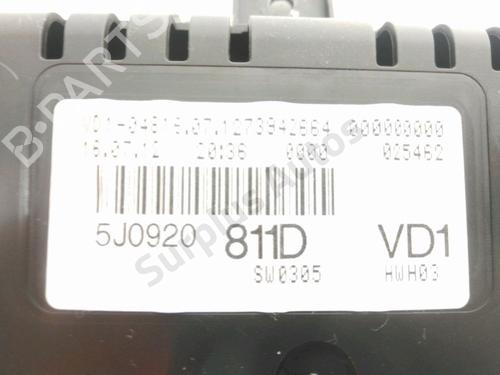 VD1-04816.07.1273942664 000000000
16.07.12 20:36 0000 025462
5J0920 811D VD1
SW0305 HWH03
B-PARTS
Surplus Autos